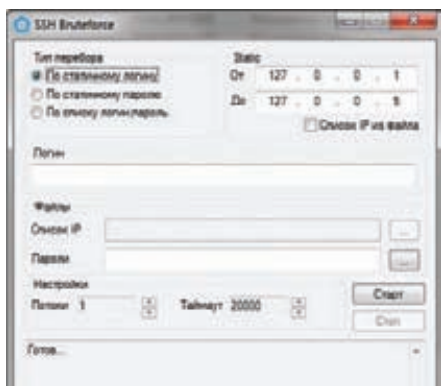 SSH Bruteforce
Тип перебора
По статичному логину
По статичному паролю
По списку логин;пароль
Static
От 127 . 0 . 0 . 1
До 127 . 0 . 0 . 5
Список IP из файла
Логин
Файлы
Список IP ...
Пароли ...
Настройки
Потоки 1 Таймаут 20000
Старт
Стоп
Готов...